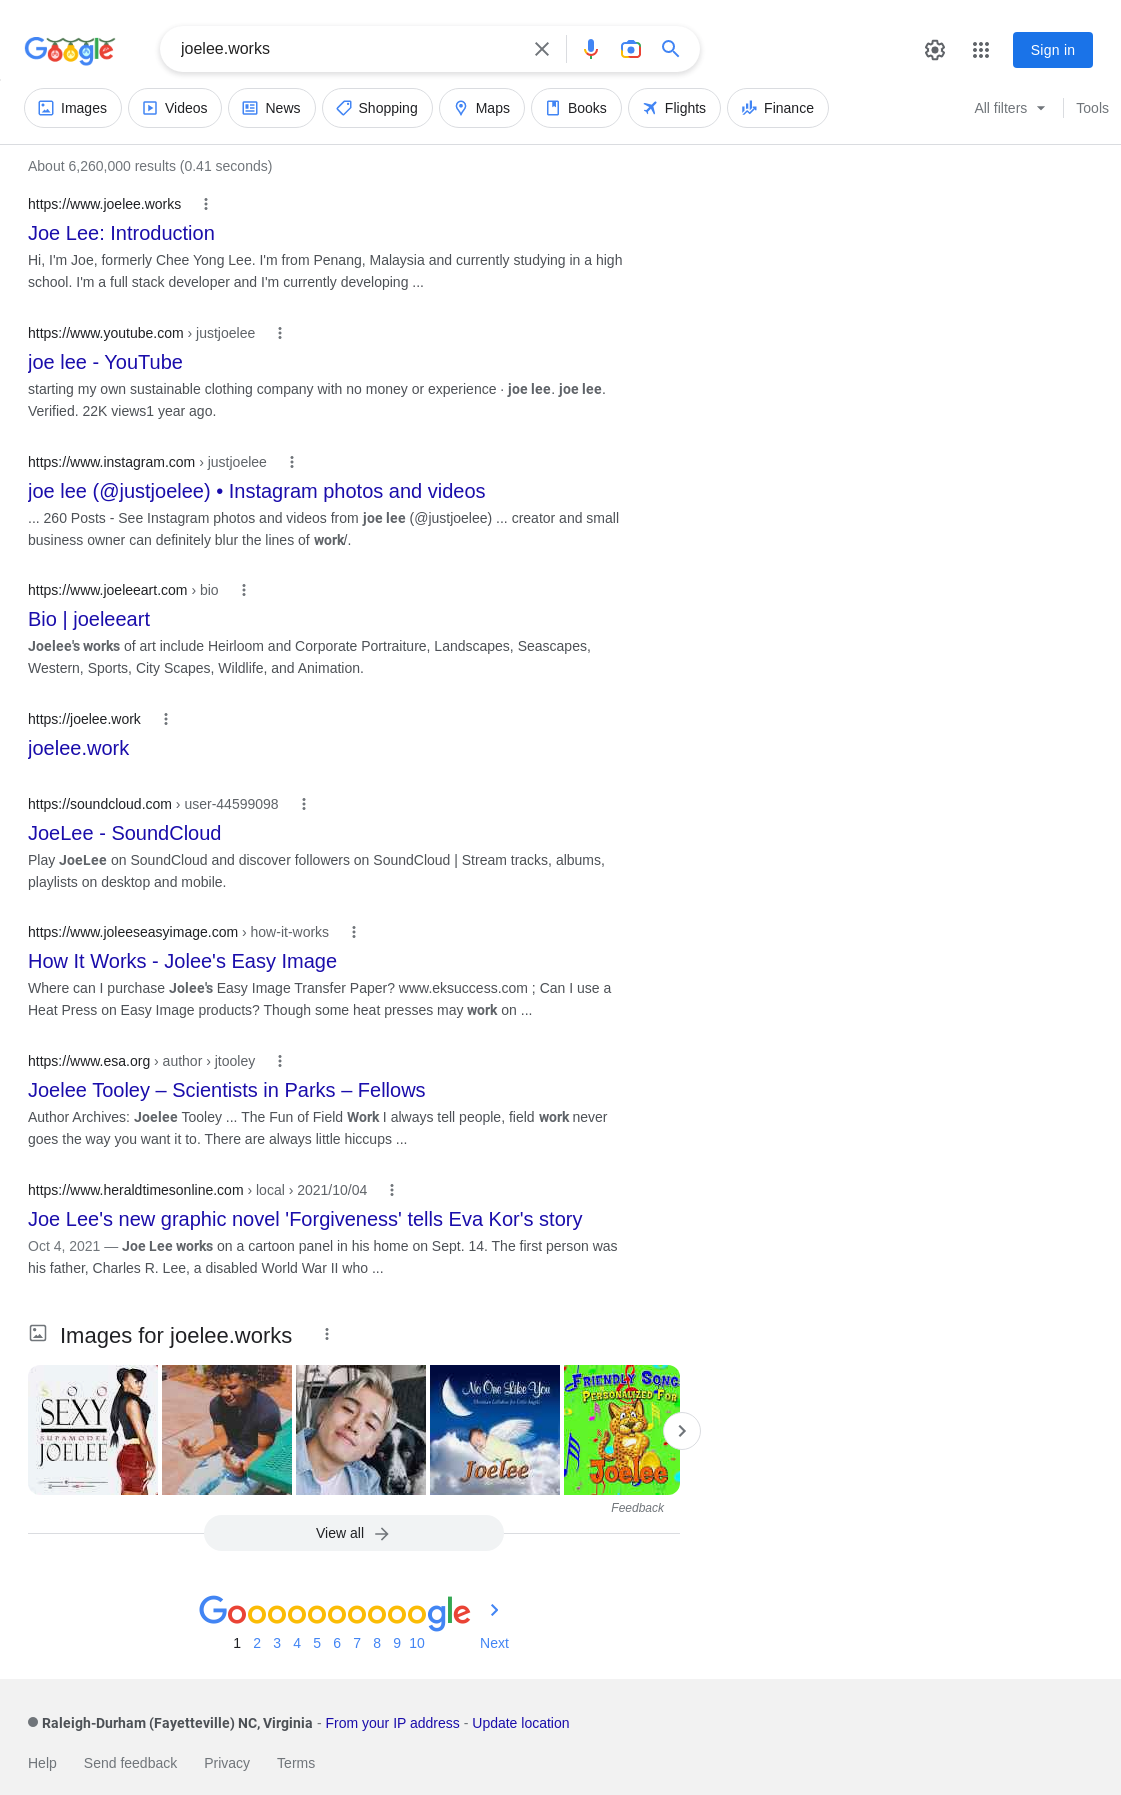 Google
joelee.works
Sign in
Images Videos News Shopping Maps Books Flights Finance All filters Tools
About 6,260,000 results (0.41 seconds)
https://www.joelee.works
Joe Lee: Introduction
Hi, I'm Joe, formerly Chee Yong Lee. I'm from Penang, Malaysia and currently studying in a high
school. I'm a full stack developer and I'm currently developing ...
https://www.youtube.com › justjoelee
joe lee - YouTube
starting my own sustainable clothing company with no money or experience · joe lee. joe lee.
Verified. 22K views1 year ago.
https://www.instagram.com › justjoelee
joe lee (@justjoelee) • Instagram photos and videos
... 260 Posts - See Instagram photos and videos from joe lee (@justjoelee) ... creator and small
business owner can definitely blur the lines of work/.
https://www.joeleeart.com › bio
Bio | joeleeart
Joelee's works of art include Heirloom and Corporate Portraiture, Landscapes, Seascapes,
Western, Sports, City Scapes, Wildlife, and Animation.
https://joelee.work
joelee.work
https://soundcloud.com › user-44599098
JoeLee - SoundCloud
Play JoeLee on SoundCloud and discover followers on SoundCloud | Stream tracks, albums,
playlists on desktop and mobile.
https://www.joleeseasyimage.com › how-it-works
How It Works - Jolee's Easy Image
Where can I purchase Jolee's Easy Image Transfer Paper? www.eksuccess.com ; Can I use a
Heat Press on Easy Image products? Though some heat presses may work on ...
https://www.esa.org › author › jtooley
Joelee Tooley – Scientists in Parks – Fellows
Author Archives: Joelee Tooley ... The Fun of Field Work I always tell people, field work never
goes the way you want it to. There are always little hiccups ...
https://www.heraldtimesonline.com › local › 2021/10/04
Joe Lee's new graphic novel 'Forgiveness' tells Eva Kor's story
Oct 4, 2021 — Joe Lee works on a cartoon panel in his home on Sept. 14. The first person was
his father, Charles R. Lee, a disabled World War II who ...
Images for joelee.works
SOO
SEXY
SUPAMODEL
JOELEE
No One Like You
Christian Lullabies for Little Angels
Joelee
FRIENDLY SONG
PERSONALIZED FOR
Joelee
Feedback
View all
Goooooooooogle
1 2 3 4 5 6 7 8 9 10 Next
Raleigh-Durham (Fayetteville) NC, Virginia - From your IP address - Update location
Help Send feedback Privacy Terms